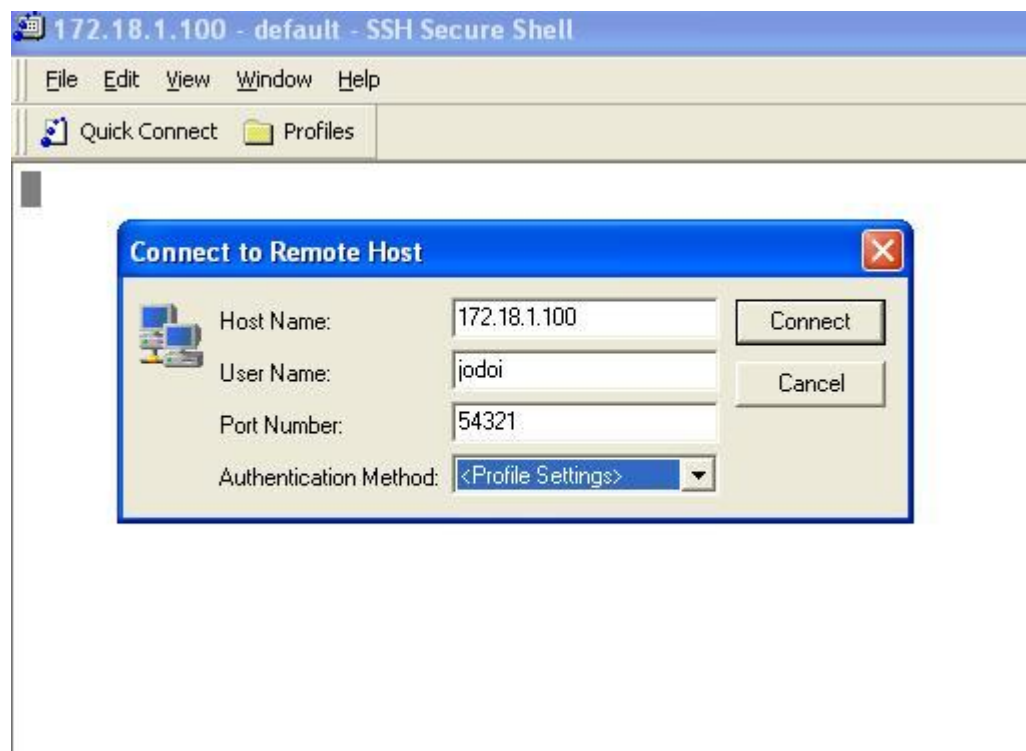 172.18.1.100 - default - SSH Secure Shell
File Edit View Window Help
Quick Connect Profiles
Connect to Remote Host
Host Name: 172.18.1.100 Connect
User Name: jodoi Cancel
Port Number: 54321
Authentication Method: <Profile Settings>